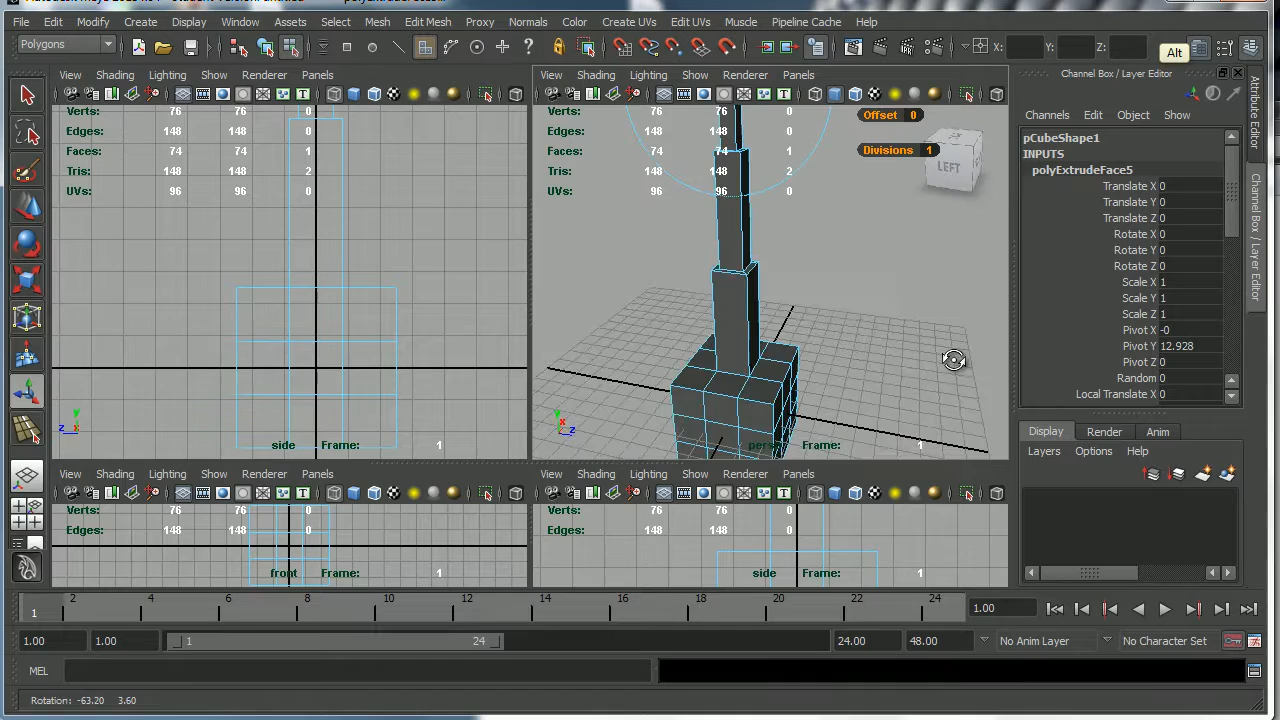 File Edit Modify Create Display Window Assets Select Mesh Edit Mesh Proxy Normals Color Create UVs Edit UVs Muscle Pipeline Cache Help
Polygons X: Y: Z: Alt
View Shading Lighting Show Renderer Panels
View Shading Lighting Show Renderer Panels
Verts: 76 76 0
Edges: 148 148 0
Faces: 74 74 1
Tris: 148 148 2
UVs: 96 96 0
side Frame: 1
Verts: 76 76 0
Edges: 148 148 0
Faces: 74 74 1
Tris: 148 148 2
UVs: 96 96 0
Offset 0
Divisions 1
LEFT
persp Frame: 1
Channel Box / Layer Editor
Channels Edit Object Show
pCubeShape1
INPUTS
polyExtrudeFace5
Translate X 0
Translate Y 0
Translate Z 0
Rotate X 0
Rotate Y 0
Rotate Z 0
Scale X 1
Scale Y 1
Scale Z 1
Pivot X -0
Pivot Y 12.928
Pivot Z 0
Random 0
Local Translate X 0
Attribute Editor
Channel Box / Layer Editor
Display Render Anim
Layers Options Help
View Shading Lighting Show Renderer Panels
View Shading Lighting Show Renderer Panels
Verts: 76 76 0
Edges: 148 148 0
front Frame: 1
Verts: 76 76 0
Edges: 148 148 0
side Frame: 1
1 2 4 6 8 10 12 14 16 18 20 22 24 1.00
1.00 1.00 1 24 24.00 48.00 No Anim Layer No Character Set
MEL
Rotation: -63.20 3.60